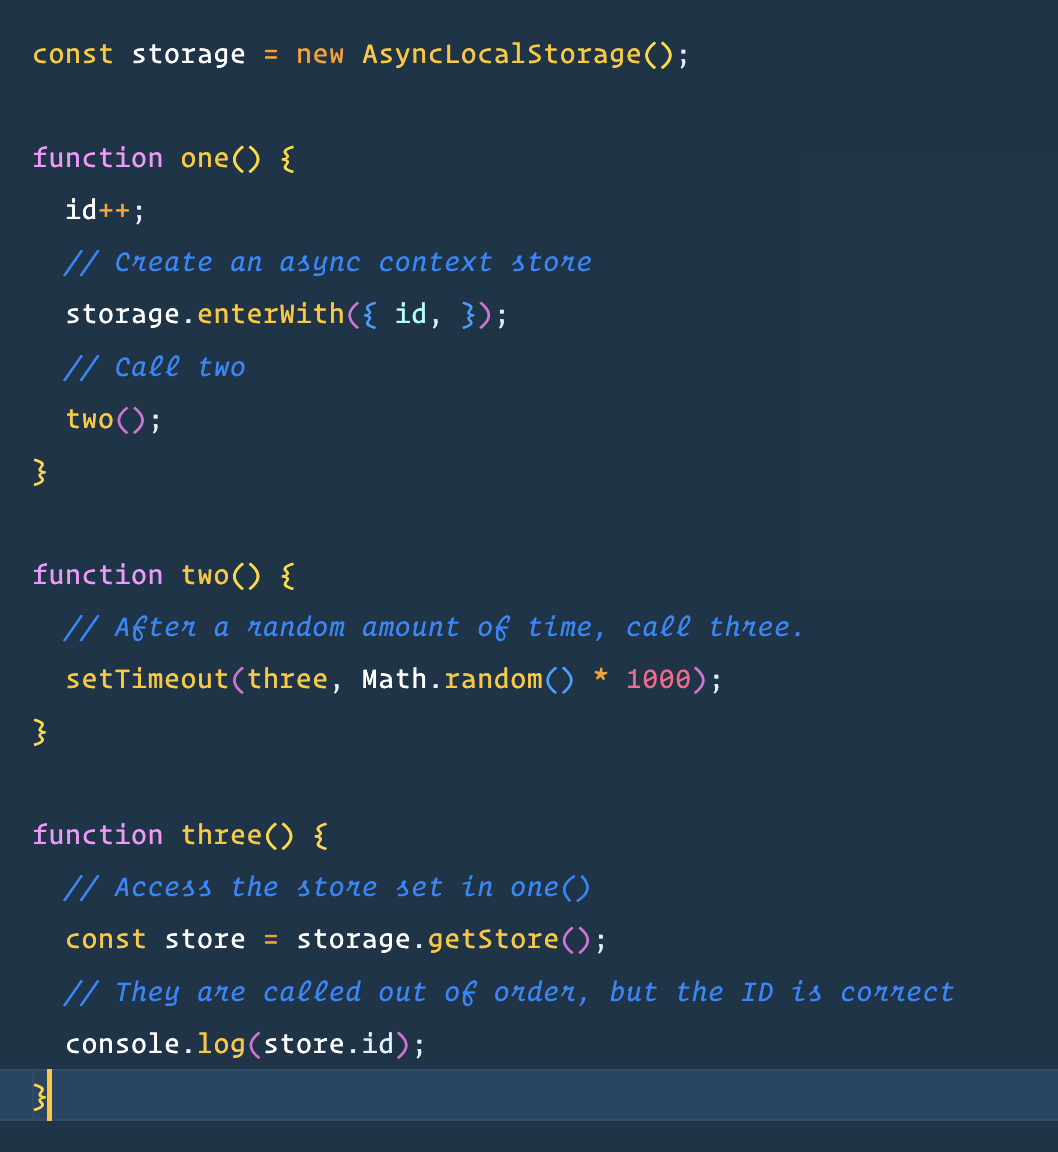 const storage = new AsyncLocalStorage();
function one() {
id++;
// Create an async context store
storage.enterWith({ id, });
// Call two
two();
}
function two() {
// After a random amount of time, call three.
setTimeout(three, Math.random() * 1000);
}
function three() {
// Access the store set in one()
const store = storage.getStore();
// They are called out of order, but the ID is correct
console.log(store.id);
}